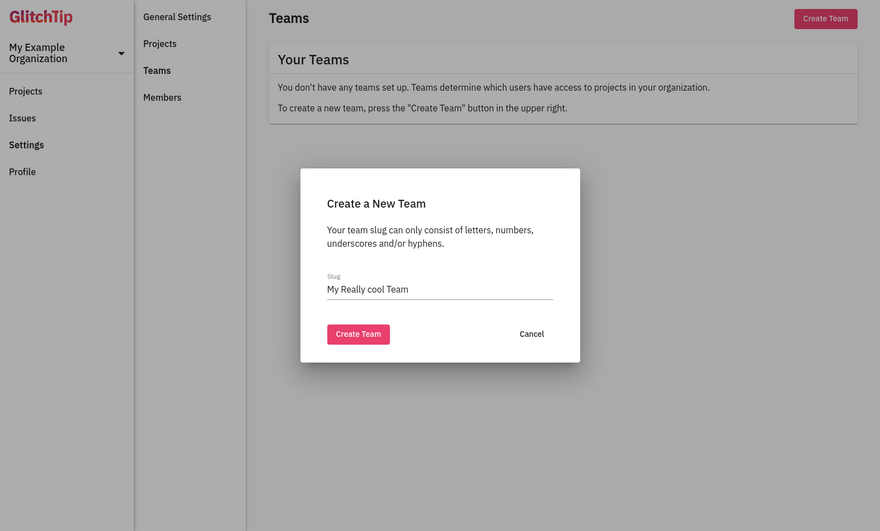 GlitchTip
My Example
Organization
Projects
Issues
Settings
Profile
General Settings
Projects
Teams
Members
Teams
Create Team
Your Teams
You don't have any teams set up. Teams determine which users have access to projects in your organization.
To create a new team, press the "Create Team" button in the upper right.
Create a New Team
Your team slug can only consist of letters, numbers,
underscores and/or hyphens.
Slug
My Really cool Team
Create Team
Cancel